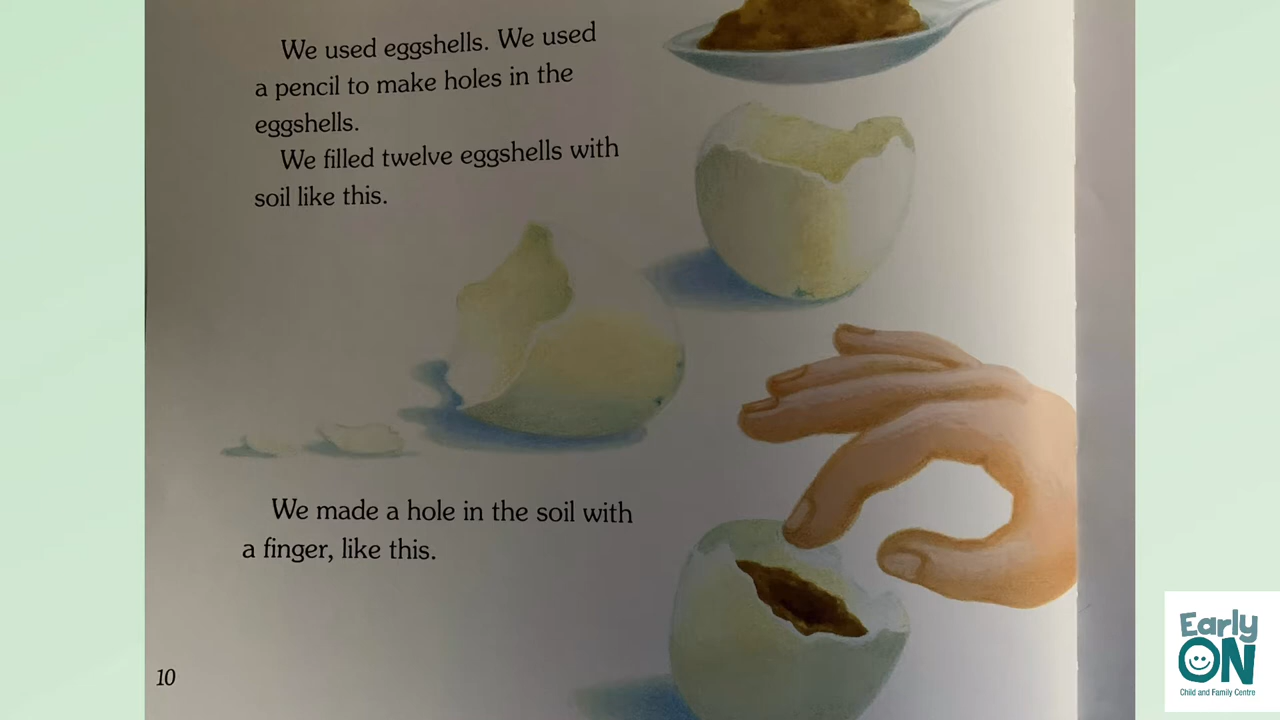 We used eggshells. We used
a pencil to make holes in the
eggshells.
We filled twelve eggshells with
soil like this.
We made a hole in the soil with
a finger, like this.
10
Early
ON
Child and Family Centre